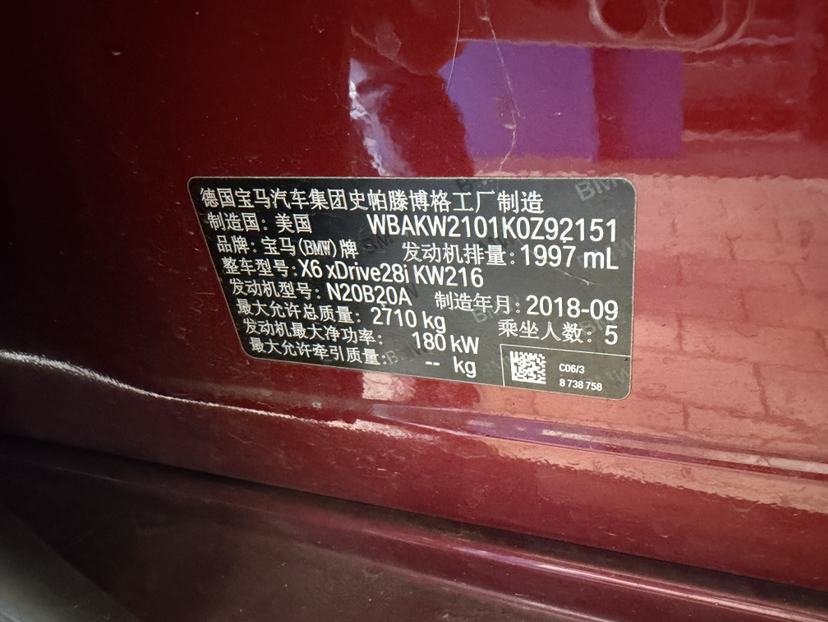 德国宝马汽车集团史帕滕博格工厂制造
制造国: 美国 WBAKW2101K0Z92151
品牌: 宝马(BMW)牌 发动机排量: 1997 mL
整车型号: X6 xDrive28i KW216
发动机型号: N20B20A 制造年月: 2018-09
最大允许总质量: 2710 kg 乘坐人数: 5
发动机最大净功率: 180 kW
最大允许牵引质量: -- kg
C06/3
8 738 758